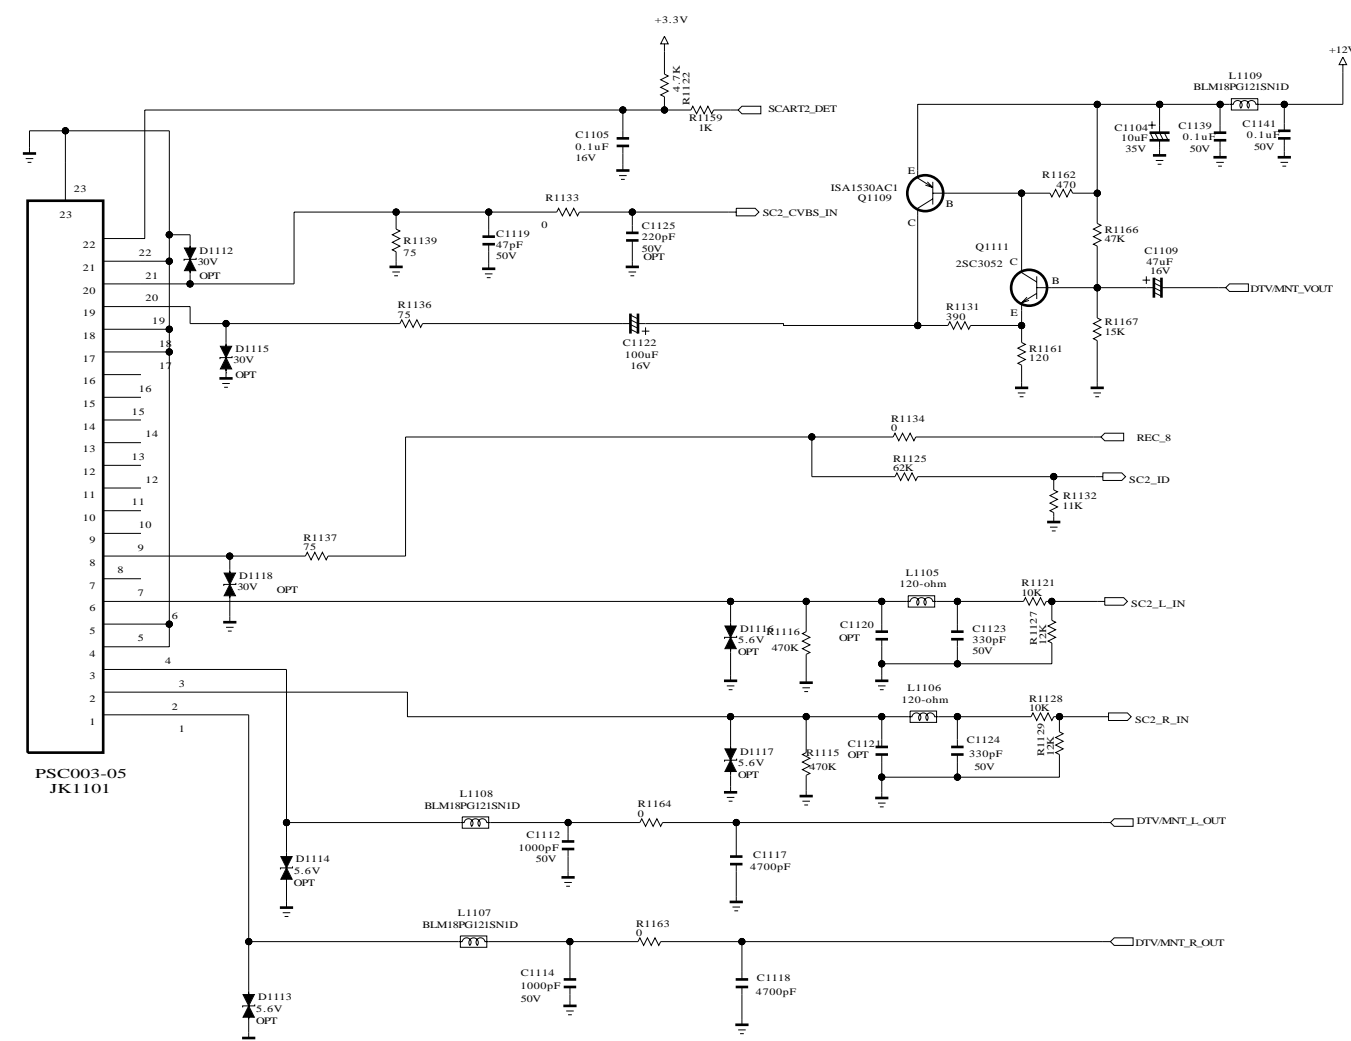 +3.3V
4.7K
R1122
R1159
1K
SCART2_DET
C1105
0.1uF
16V
+12V
L1109
BLM18PG121SN1D
C1104
10uF
35V
C1139
0.1uF
50V
C1141
0.1uF
50V
+
E
B
C
ISA1530AC1
Q1109
R1162
470
R1166
47K
Q1111
2SC3052
C
B
E
C1109
47uF
16V
+
DTV/MNT_VOUT
R1167
15K
R1131
390
R1161
120
R1133
0
SC2_CVBS_IN
R1139
75
C1119
47pF
50V
C1125
220pF
50V
OPT
D1112
30V
OPT
R1136
75
C1122
100uF
16V
+
D1115
30V
OPT
23
23
22
21
20
19
18
17
16
15
14
13
12
11
10
9
8
7
6
5
4
3
2
1
22
21
20
19
18
17
16
15
14
13
12
11
10
9
8
7
6
5
4
3
2
1
PSC003-05
JK1101
R1134
0
REC_8
R1125
62K
SC2_ID
R1132
11K
R1137
75
D1118
30V
OPT
L1105
120-ohm
R1121
10K
SC2_L_IN
D1116
5.6V
OPT
R1116
470K
C1120
OPT
C1123
330pF
50V
R1127
12K
L1106
120-ohm
R1128
10K
SC2_R_IN
D1117
5.6V
OPT
R1115
470K
C1121
OPT
C1124
330pF
50V
R1129
12K
L1108
BLM18PG121SN1D
R1164
0
DTV/MNT_L_OUT
C1112
1000pF
50V
C1117
4700pF
D1114
5.6V
OPT
L1107
BLM18PG121SN1D
R1163
0
DTV/MNT_R_OUT
C1114
1000pF
50V
C1118
4700pF
D1113
5.6V
OPT